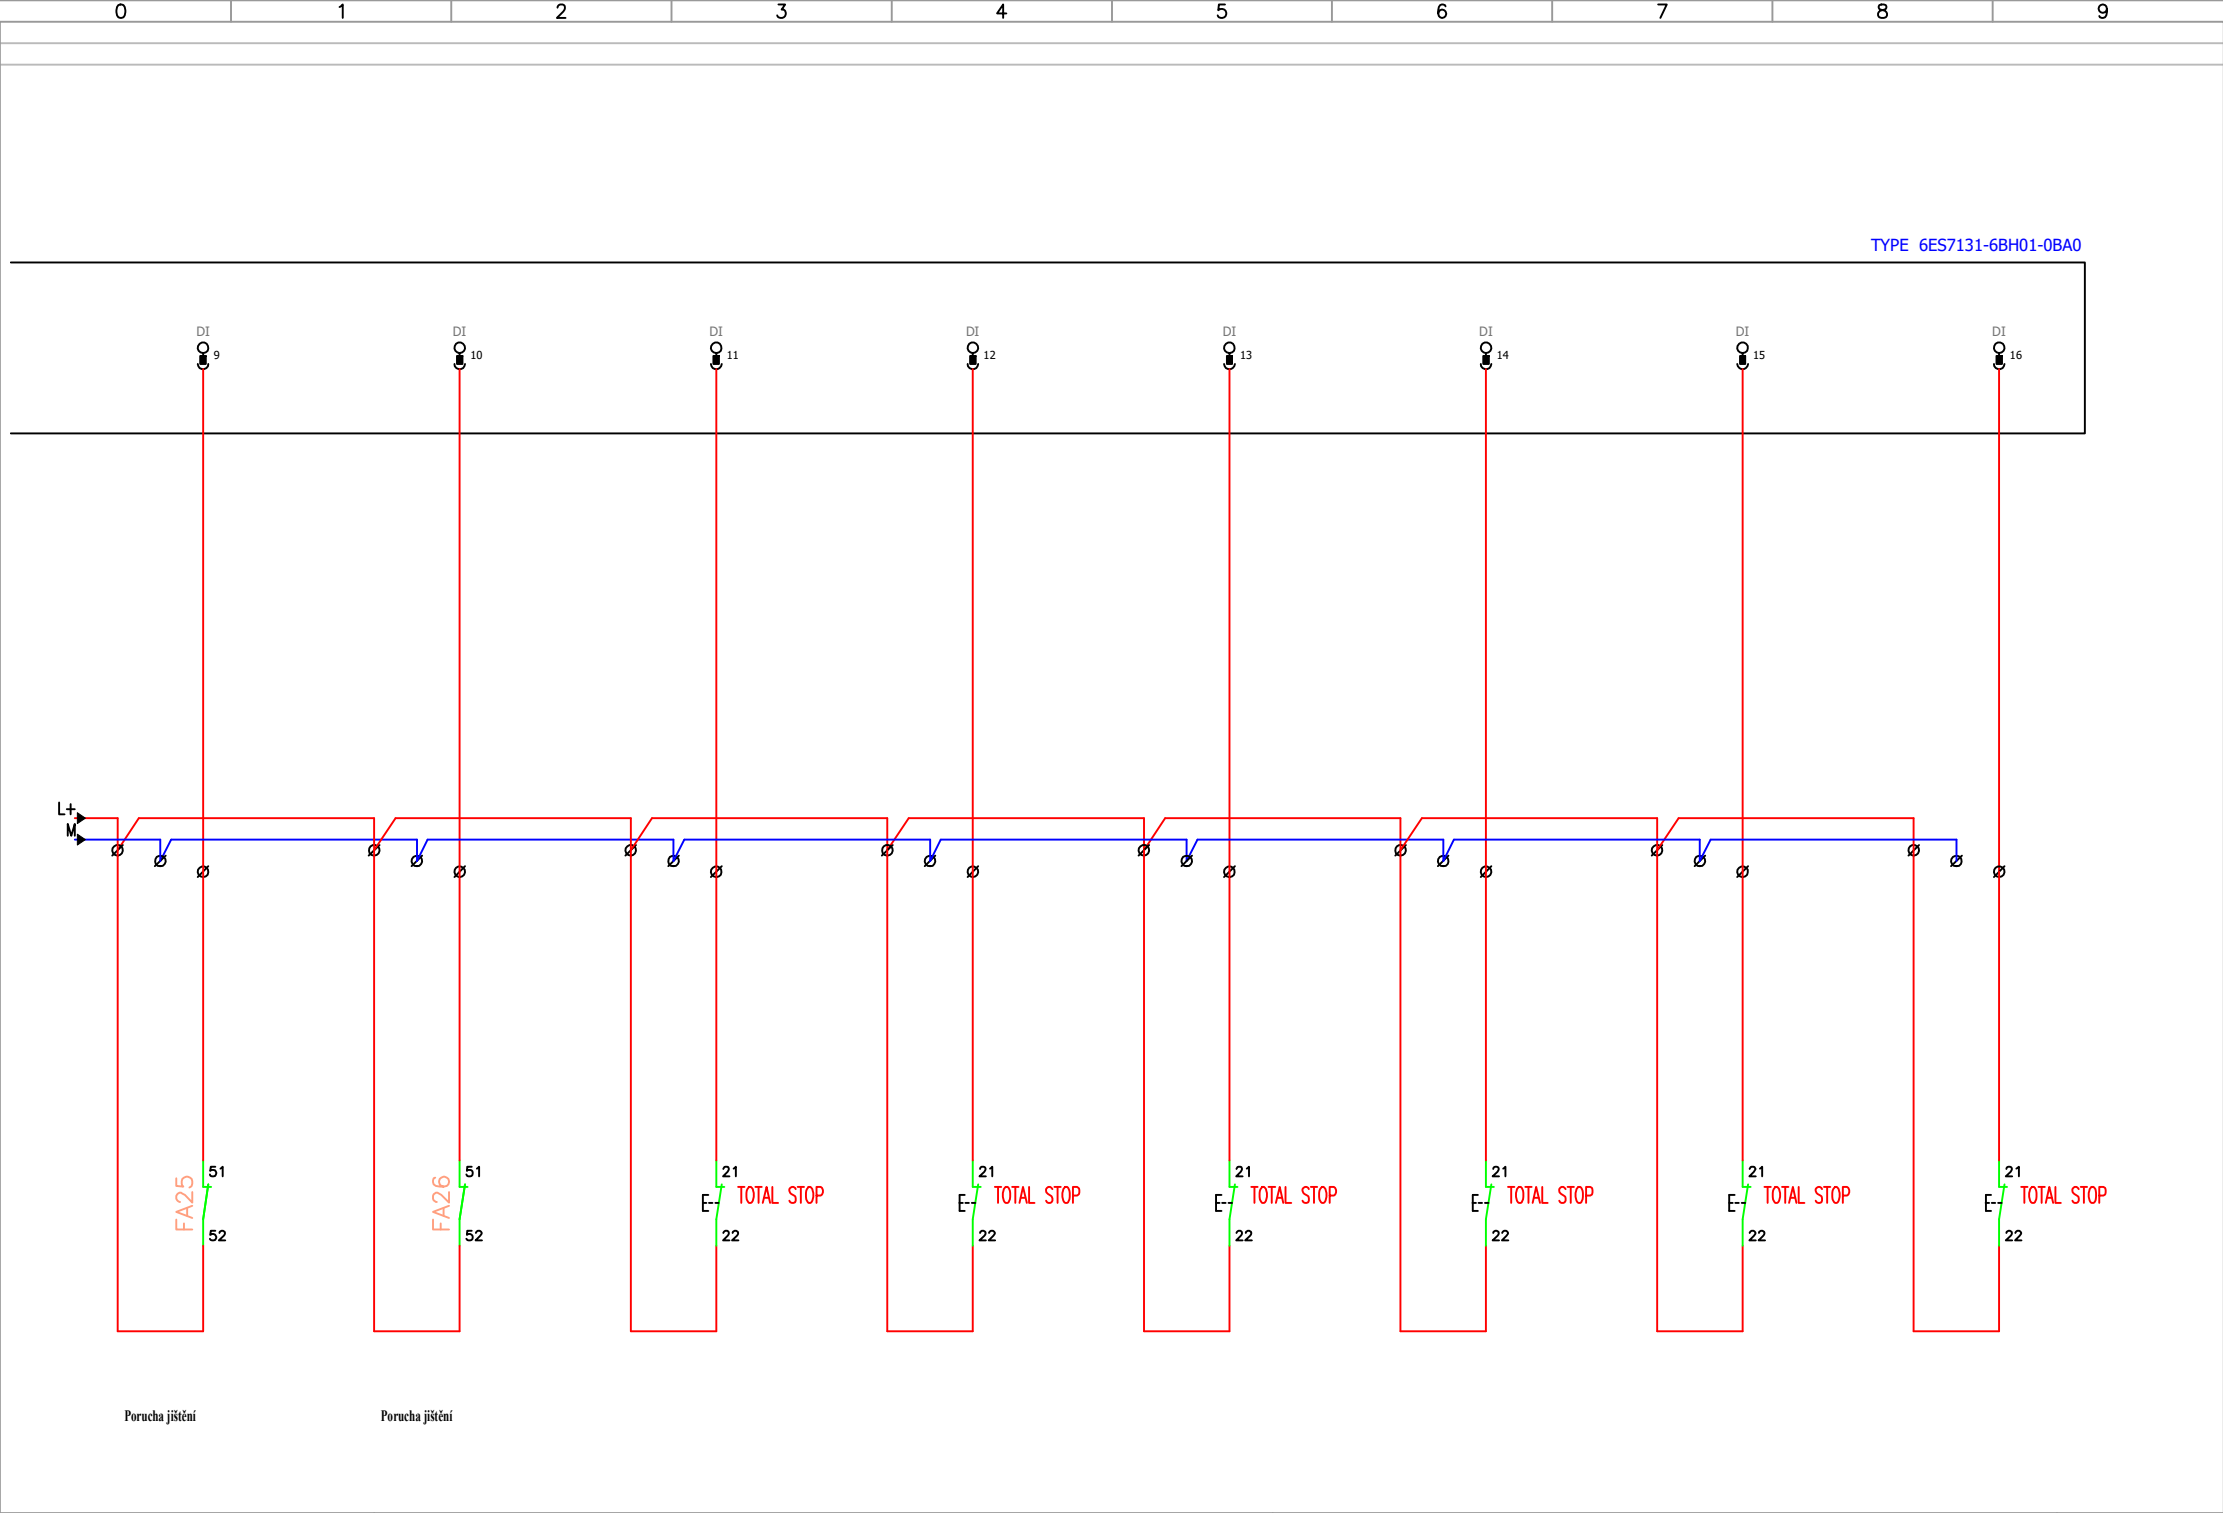 0 1 2 3 4 5 6 7 8 9
TYPE 6ES7131-6BH01-0BA0
DI DI DI DI DI DI DI DI
9 10 11 12 13 14 15 16
L+
M
51 51 21 21 21 21 21 21
FA25 FA26 TOTAL STOP TOTAL STOP TOTAL STOP TOTAL STOP TOTAL STOP TOTAL STOP
52 52 22 22 22 22 22 22
Porucha jištění Porucha jištění